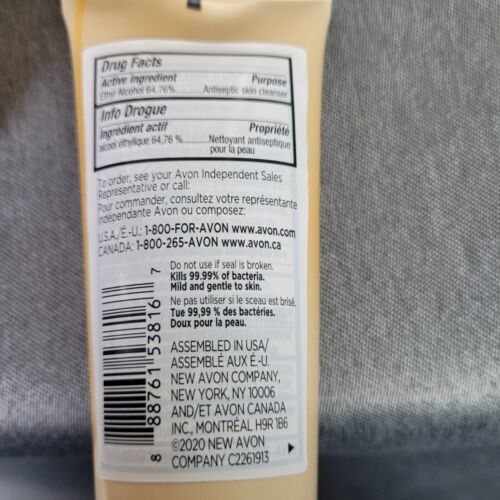 Drug Facts
Active ingredient Purpose
Ethyl Alcohol 64.76% Antiseptic skin cleanser
Info Drogue
Ingrédient actif Propriété
alcool éthylique 64,76 %..... Nettoyant antiseptique
pour la peau
To order, see your Avon Independent Sales
Representative or call:
Pour commander, consultez votre représentante
indépendante Avon ou composez:
U.S.A./É.-U.: 1-800-FOR-AVON www.avon.com
CANADA: 1-800-265-AVON www.avon.ca
Do not use if seal is broken.
Kills 99.99% of bacteria.
Mild and gentle to skin.
Ne pas utiliser si le sceau est brisé.
Tue 99,99 % des bactéries.
Doux pour la peau.
8 88761 53816 7
ASSEMBLED IN USA/
ASSEMBLÉ AUX É.-U.
NEW AVON COMPANY,
NEW YORK, NY 10006
AND/ET AVON CANADA
INC., MONTRÉAL H9R 1B6
©2020 NEW AVON
COMPANY C2261913